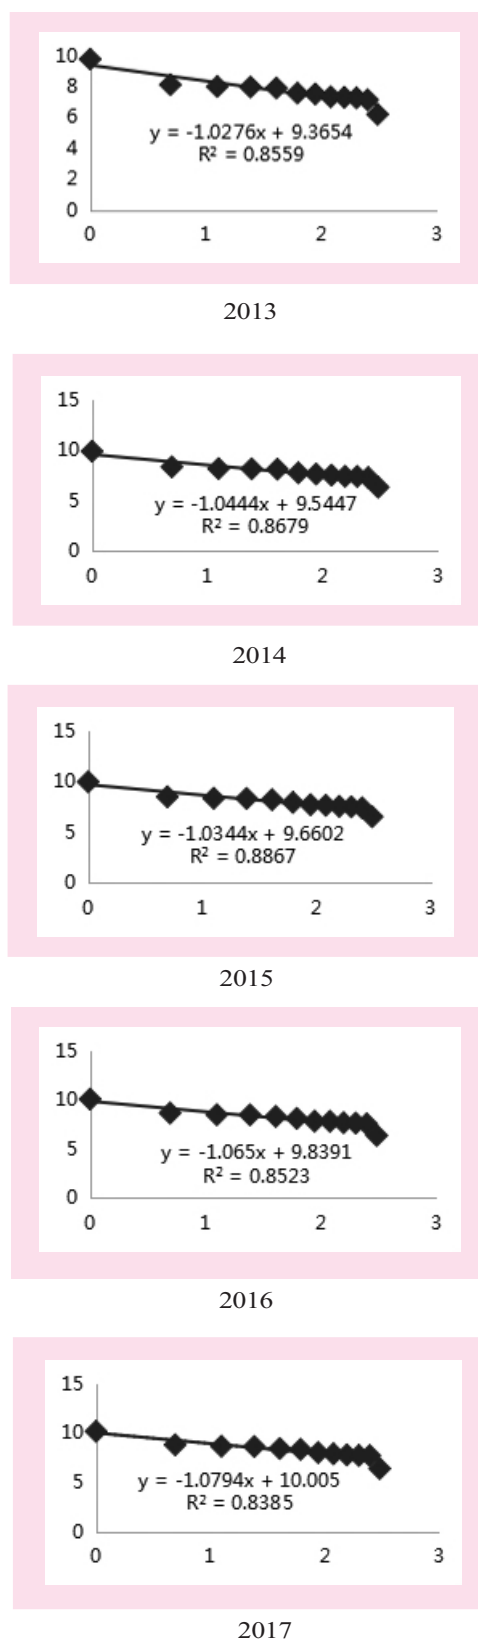 10
8
6
4
2
0
y = -1.0276x + 9.3654
R² = 0.8559
0 1 2 3
2013
15
10
5
0
y = -1.0444x + 9.5447
R² = 0.8679
0 1 2 3
2014
15
10
5
0
y = -1.0344x + 9.6602
R² = 0.8867
0 1 2 3
2015
15
10
5
0
y = -1.065x + 9.8391
R² = 0.8523
0 1 2 3
2016
15
10
5
0
y = -1.0794x + 10.005
R² = 0.8385
0 1 2 3
2017